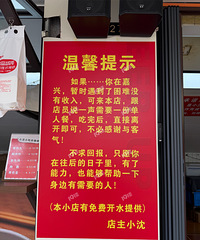 温馨提示
如果……你在嘉
兴，暂时遇到了困难没
有收入，可来本店，跟
店员说一声需要一份单
人餐，吃完后，直接离
开即可，不必感谢与客
气！
不求回报，只愿你
在往后的日子里，有了
能力，也能够帮助一下
身边有需要的人！
(本小店有免费开水提供)
店主小沈